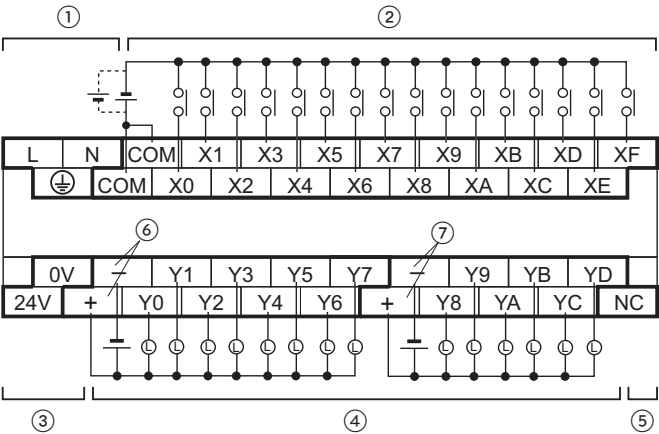 ① ②
L N COM X1 X3 X5 X7 X9 XB XD XF
COM X0 X2 X4 X6 X8 XA XC XE
⑥ ⑦
0V − Y1 Y3 Y5 Y7 − Y9 YB YD
24V + Y0 Y2 Y4 Y6 + Y8 YA YC NC
L L L L L L L L L L L L L L
③ ④ ⑤